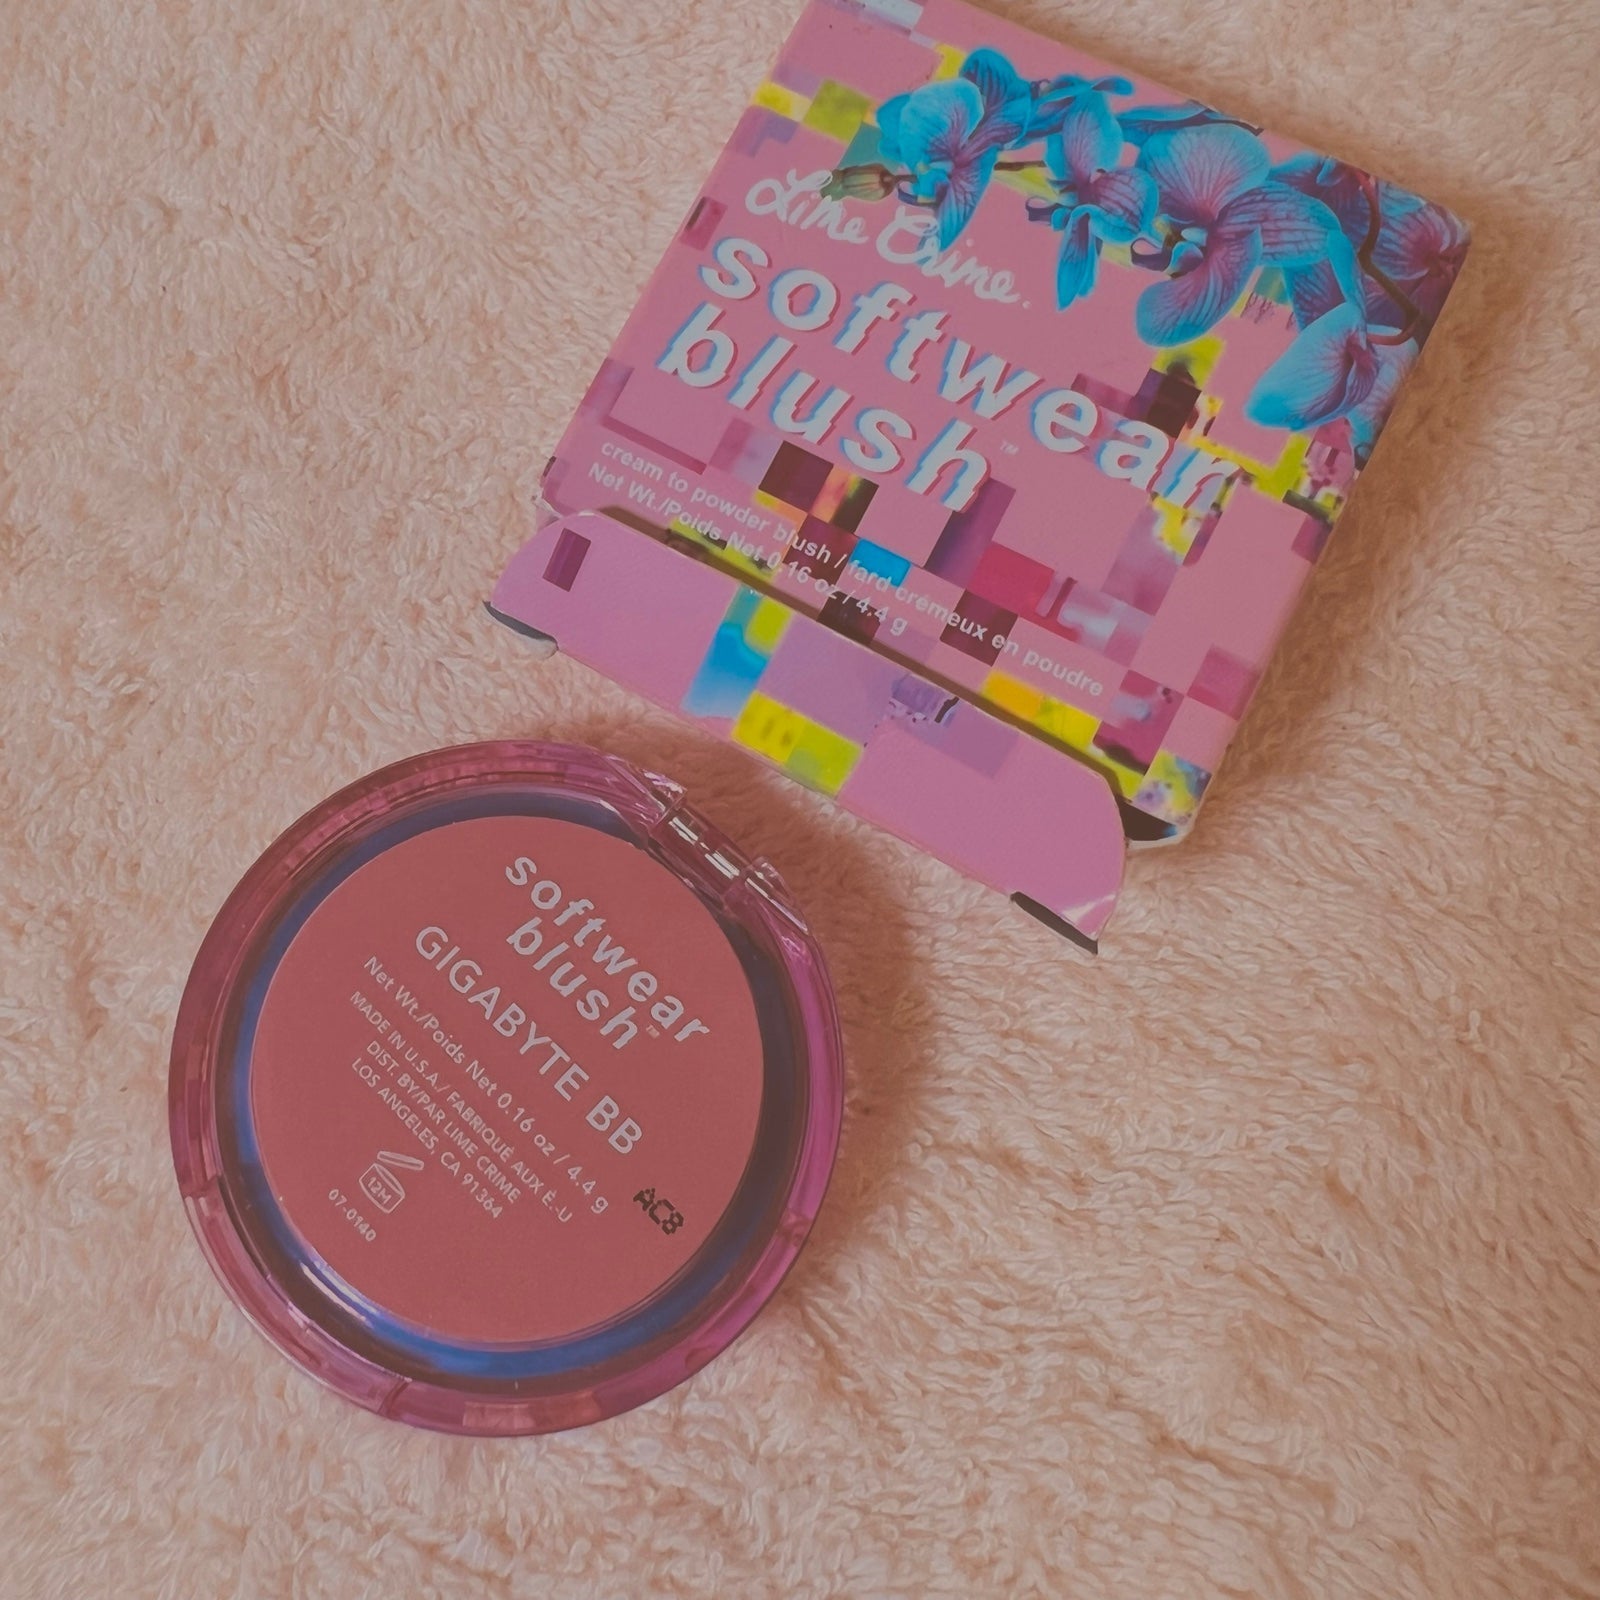 Lime Crime.
softwear
blush™
cream to powder blush / fard crémeux en poudre
Net Wt./Poids Net 0.16 oz / 4.4 g
softwear
blush™
GIGABYTE BB
Net Wt./Poids Net 0.16 oz / 4.4 g
MADE IN U.S.A./ FABRIQUÉ AUX É.-U
DIST. BY/PAR LIME CRIME
LOS ANGELES, CA 91364
12M
07-0140
AC8